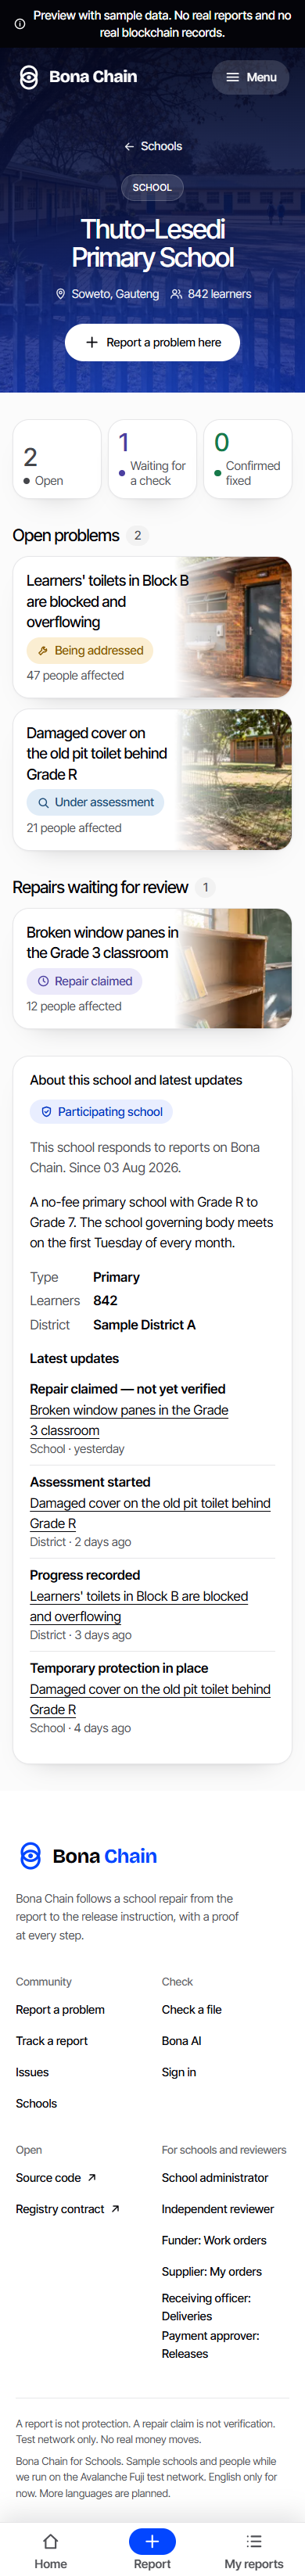 Preview with sample data. No real reports and no
real blockchain records.
Bona Chain
Menu
← Schools
SCHOOL
Thuto-Lesedi
Primary School
Soweto, Gauteng 842 learners
+ Report a problem here
2
Open
1
Waiting for
a check
0
Confirmed
fixed
Open problems 2
Learners' toilets in Block B
are blocked and
overflowing
Being addressed
47 people affected
Damaged cover on
the old pit toilet behind
Grade R
Under assessment
21 people affected
Repairs waiting for review 1
Broken window panes in
the Grade 3 classroom
Repair claimed
12 people affected
About this school and latest updates
Participating school
This school responds to reports on Bona
Chain. Since 03 Aug 2026.
A no-fee primary school with Grade R to
Grade 7. The school governing body meets
on the first Tuesday of every month.
Type Primary
Learners 842
District Sample District A
Latest updates
Repair claimed — not yet verified
Broken window panes in the Grade
3 classroom
School · yesterday
Assessment started
Damaged cover on the old pit toilet behind
Grade R
District · 2 days ago
Progress recorded
Learners' toilets in Block B are blocked
and overflowing
District · 3 days ago
Temporary protection in place
Damaged cover on the old pit toilet behind
Grade R
School · 4 days ago
Bona Chain
Bona Chain follows a school repair from the
report to the release instruction, with a proof
at every step.
Community
Report a problem
Track a report
Issues
Schools
Check
Check a file
Bona AI
Sign in
Open
Source code ↗
Registry contract ↗
For schools and reviewers
School administrator
Independent reviewer
Funder: Work orders
Supplier: My orders
Receiving officer:
Deliveries
Payment approver:
Releases
A report is not protection. A repair claim is not verification.
Test network only. No real money moves.
Bona Chain for Schools. Sample schools and people while
we run on the Avalanche Fuji test network. English only for
now. More languages are planned.
Home
Report
My reports